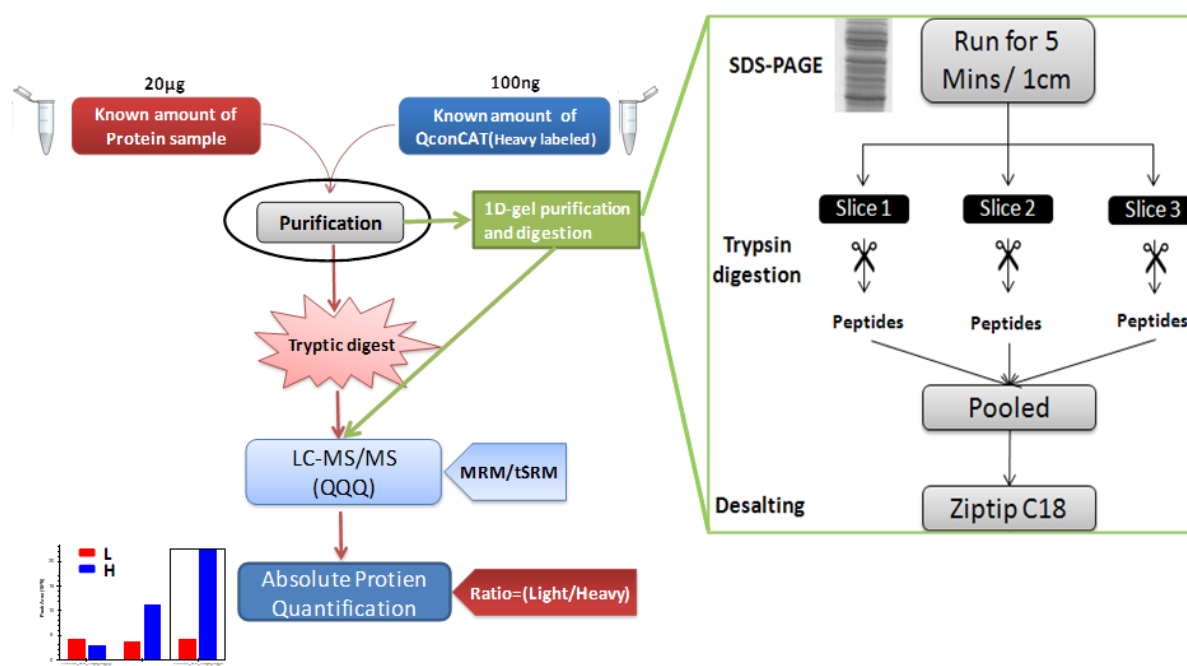 20µg
Known amount of
Protein sample
100ng
Known amount of
QconCAT(Heavy labeled)
Purification
1D-gel purification
and digestion
Tryptic digest
LC-MS/MS
(QQQ)
MRM/tSRM
Absolute Protien
Quantification
Ratio=(Light/Heavy)
L
H
SDS-PAGE
Run for 5
Mins/ 1cm
Slice 1
Slice 2
Slice 3
Trypsin
digestion
Peptides
Peptides
Peptides
Pooled
Desalting
Ziptip C18